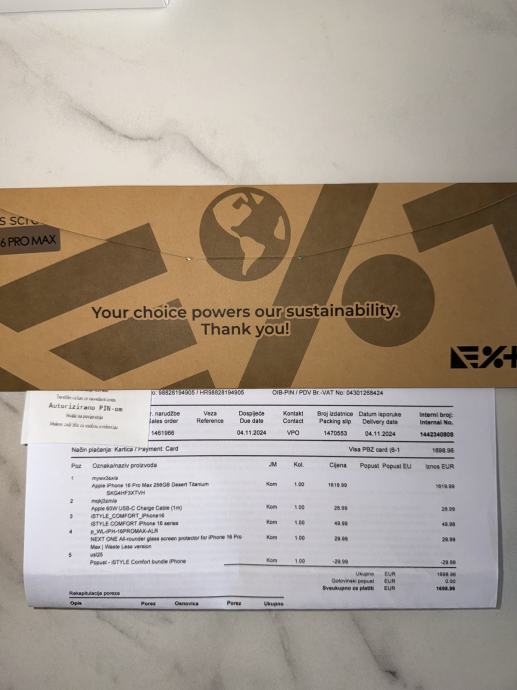 S SCR
6 PRO MAX
Your choice powers our sustainability.
Thank you!
Autorizirano PIN-om
o: 98828194905 / HR98828194905 OIB-PIN / PDV Br.-VAT No: 04301268424
r. narudžbe Veza Dospijeće Kontakt Broj izdatnice Datum isporuke Interni broj:
ales order Reference Due date Contact Packing slip Delivery date Internal No.
1461966 04.11.2024 VPO 1470553 04.11.2024 1442340808
Način plaćanja: Kartica / Payment: Card Visa PBZ card (6-1 1698.96
Poz Oznaka/naziv proizvoda JM Kol. Cijena Popust Popust EU Iznos EUR
1
Apple iPhone 16 Pro Max 256GB Desert Titanium Kom 1.00 1619.99 1619.99
SKG4HF3XTVH
2
Apple 60W USB-C Charge Cable (1m) Kom 1.00 28.99 28.99
3 iSTYLE_COMFORT_iPhone16
iSTYLE COMFORT iPhone 16 series Kom 1.00 49.99 49.99
4 p_WL-IPH-16PROMAX-ALR
NEXT ONE All-rounder glass screen protector for iPhone 16 Pro Kom 1.00 29.99 29.99
Max | Waste Less version
5 usl25
Popust - iSTYLE Comfort bundle iPhone Kom 1.00 -29.99 -29.99
Ukupno EUR 1698.96
Gotovinski popust EUR 0.00
Sveukupno za platiti EUR 1698.96
Rekapitulacija poreza
Opis Porez Osnovica Porez Ukupno